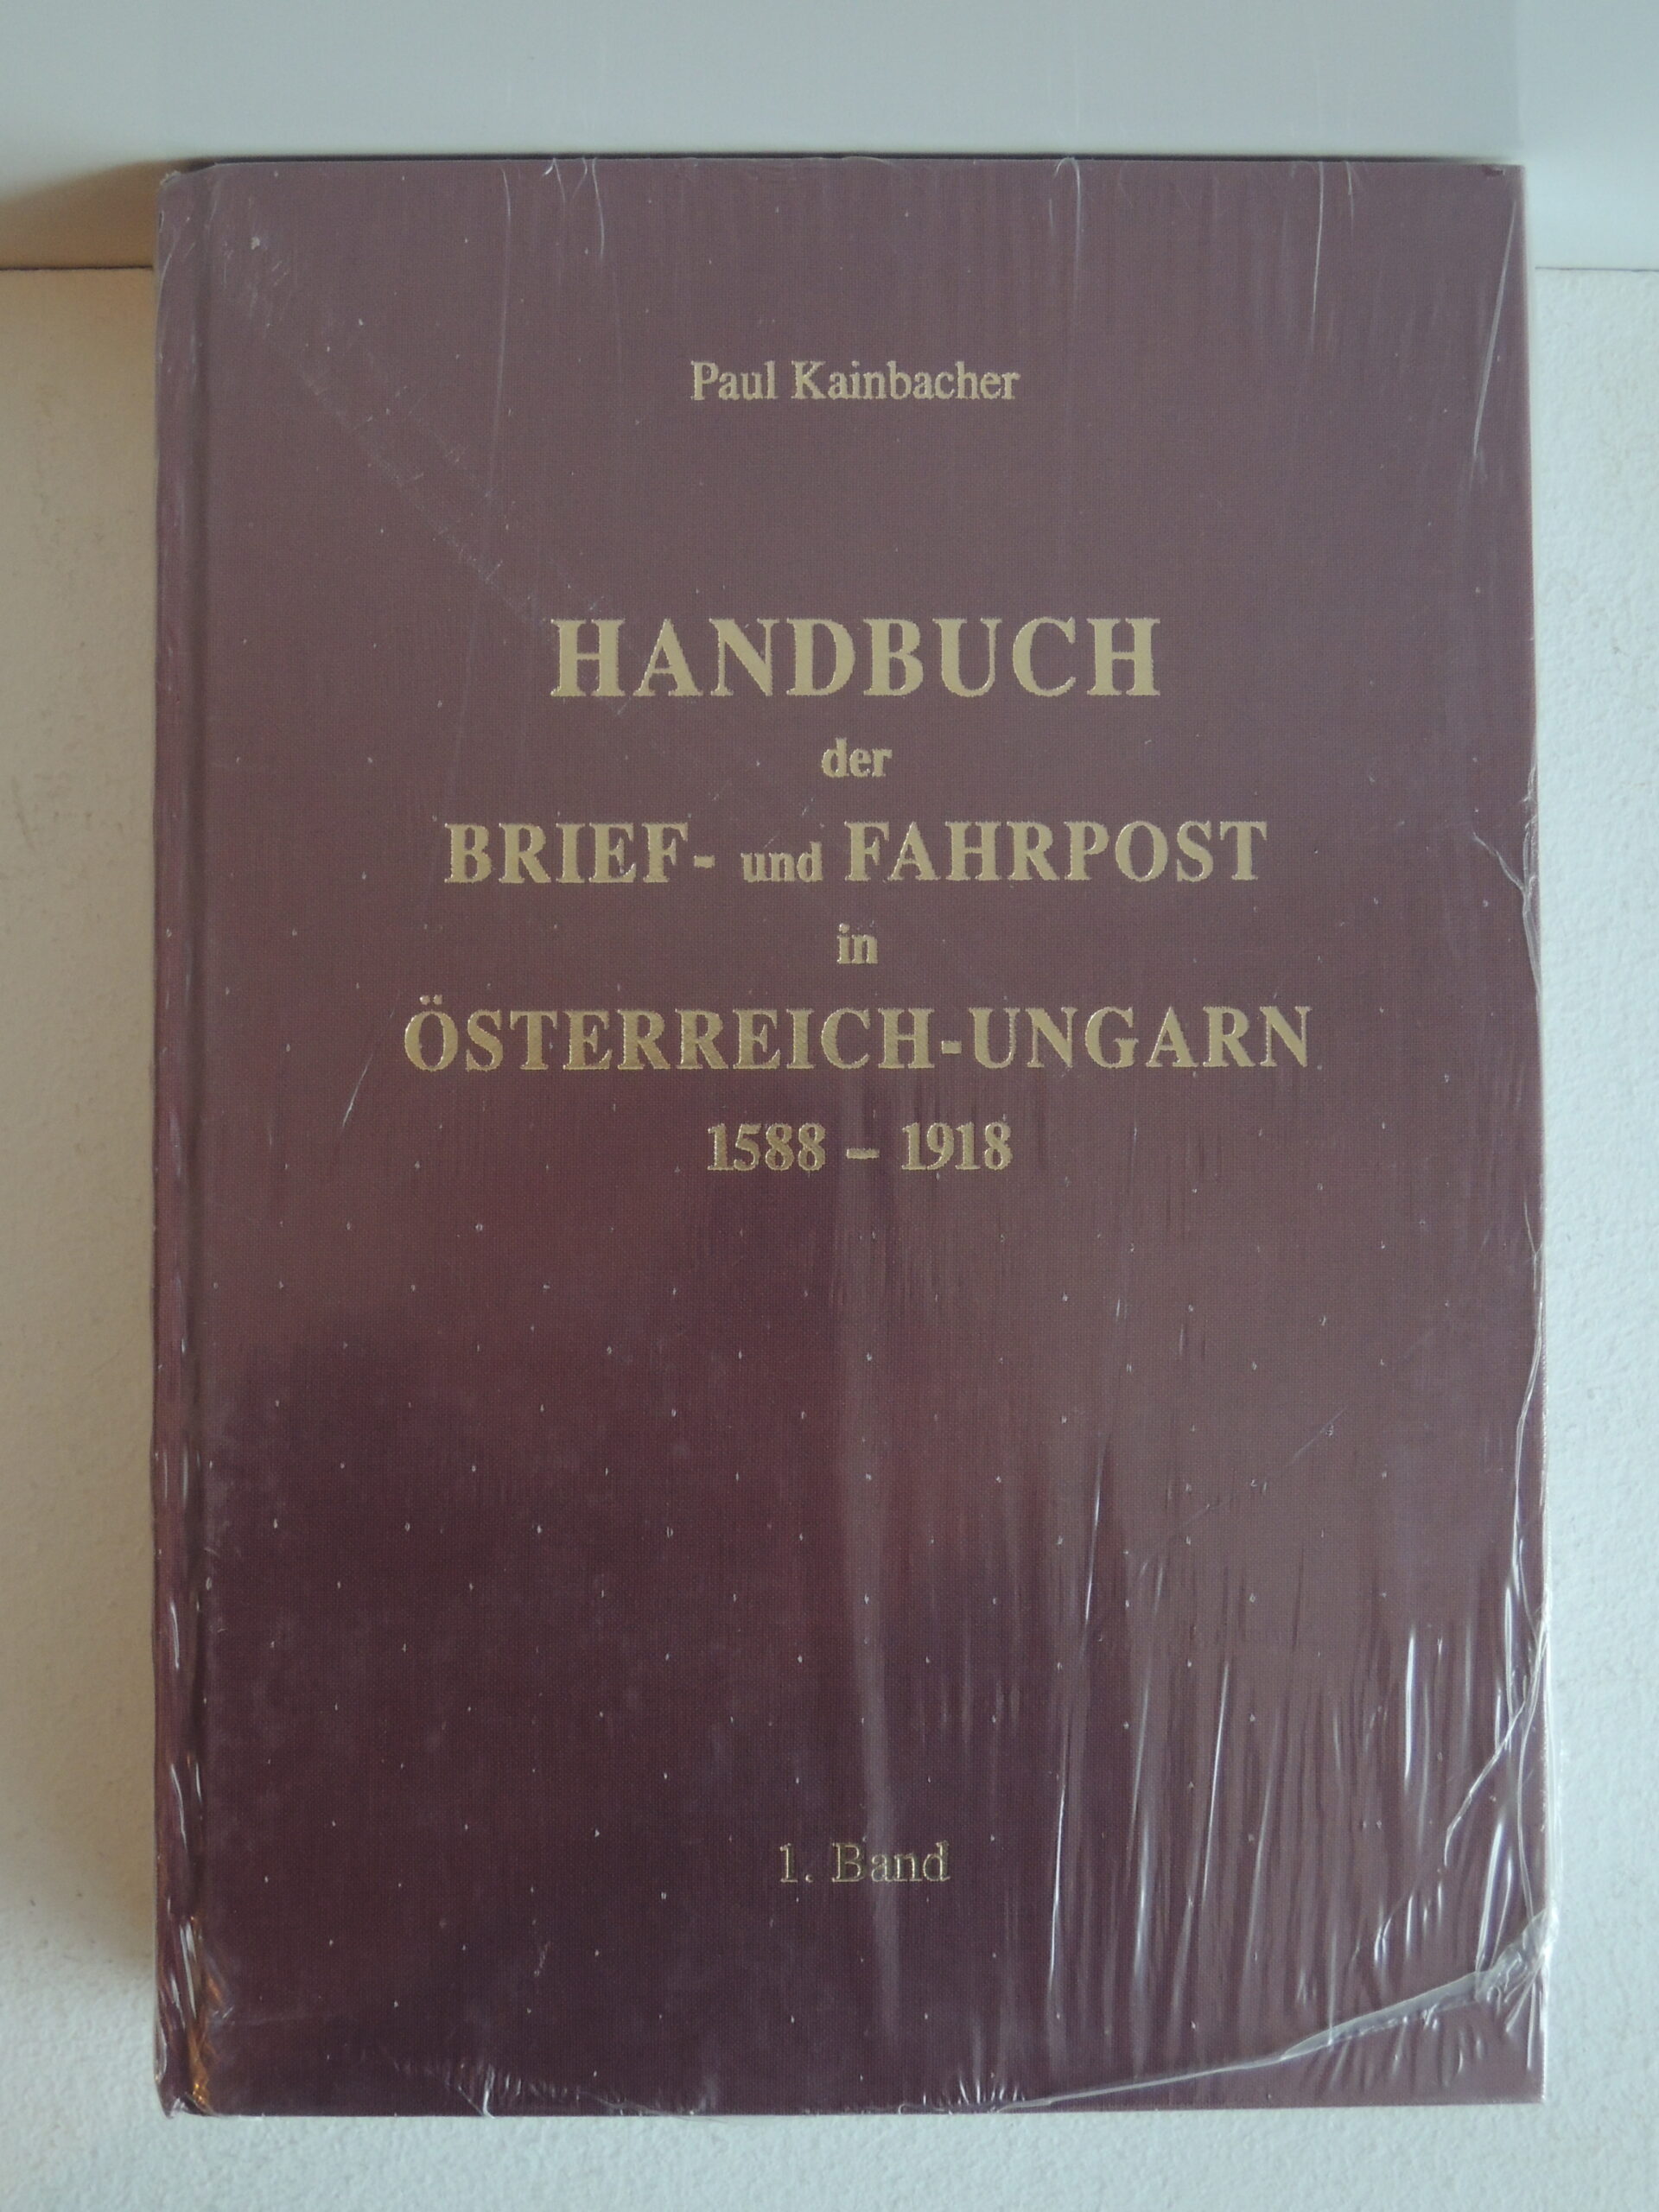 Paul Kainbacher
HANDBUCH
der
BRIEF- und FAHRPOST
in
ÖSTERREICH-UNGARN
1588 – 1918
1. Band